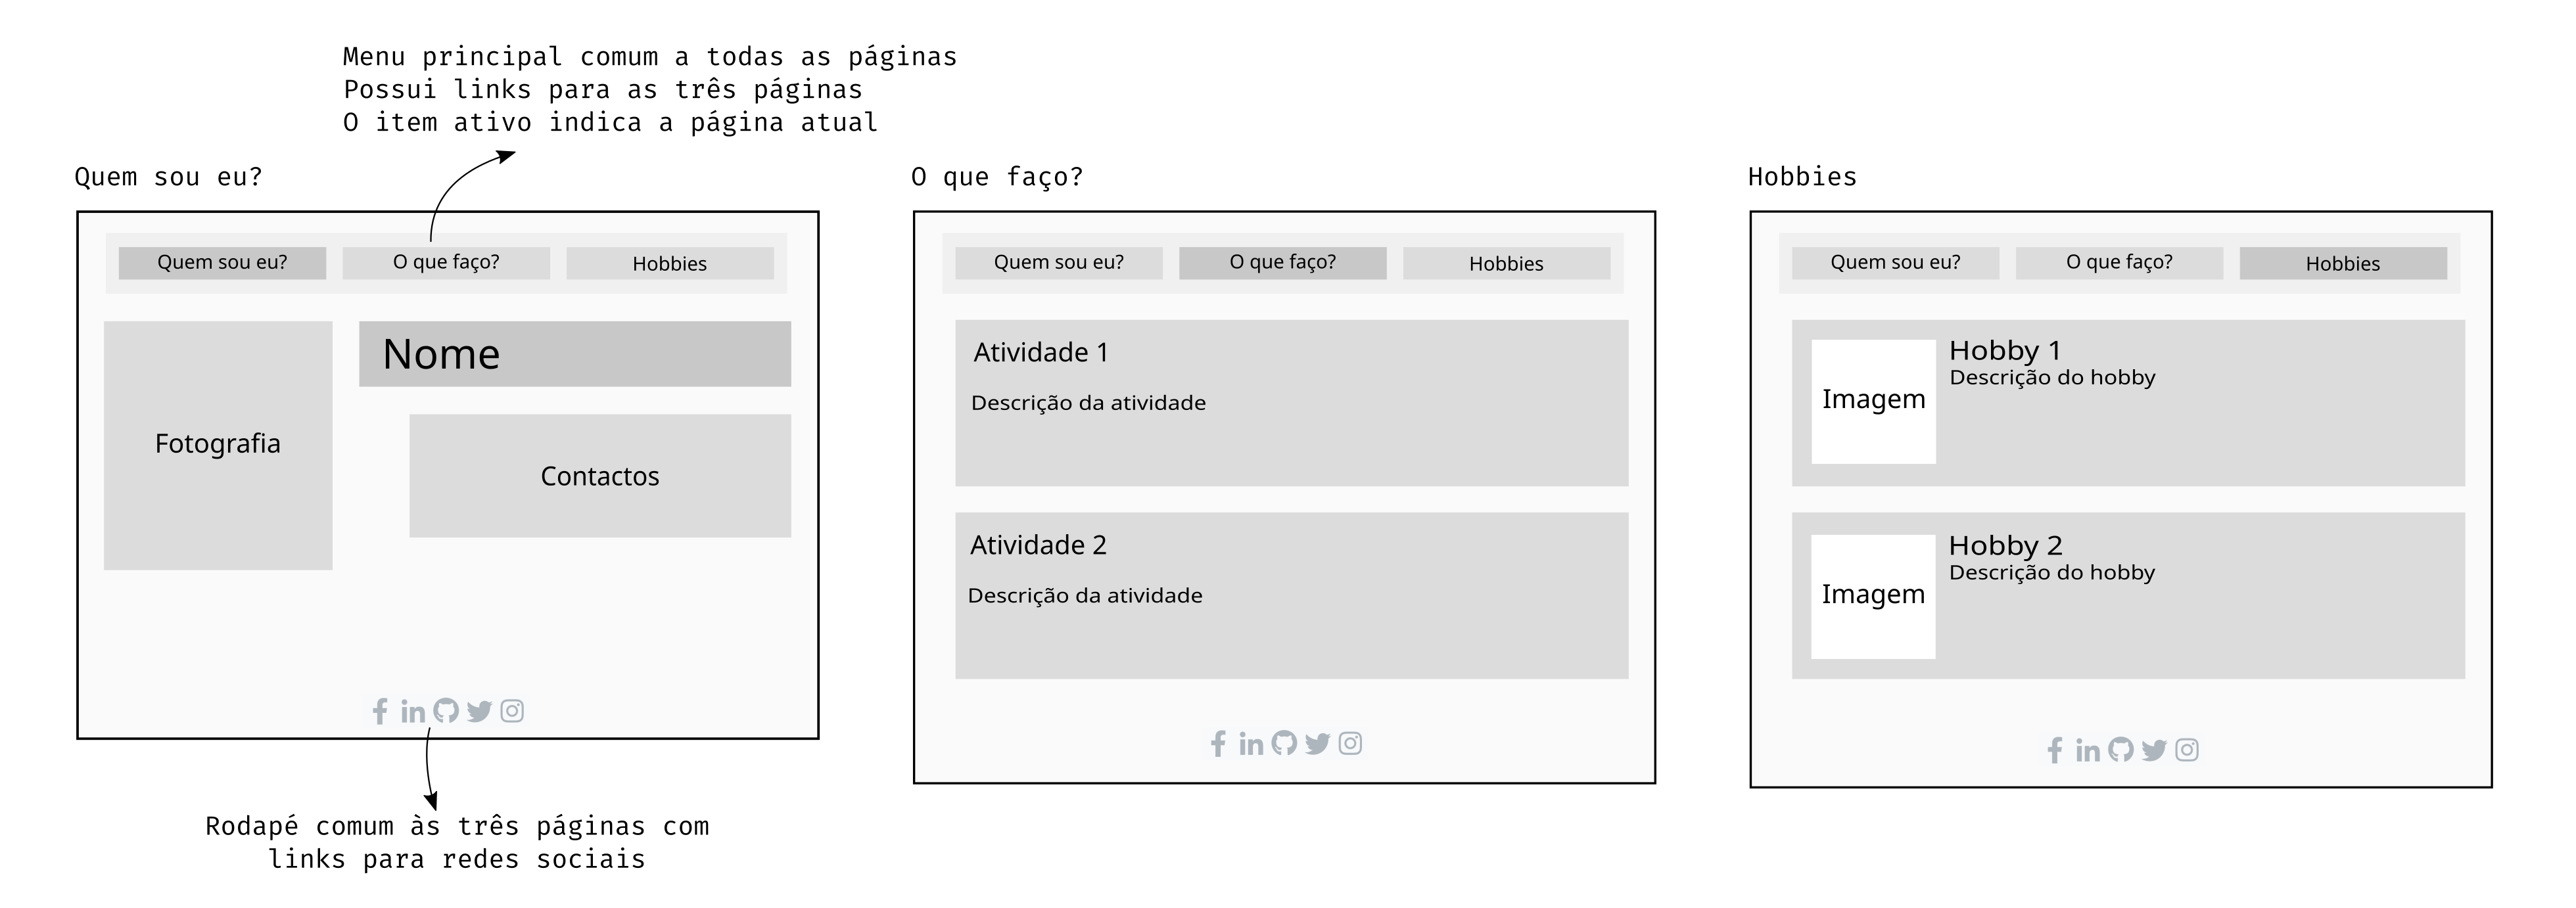 Menu principal comum a todas as páginas
Possui links para as três páginas
O item ativo indica a página atual
Quem sou eu?
Quem sou eu?
O que faço?
Hobbies
Fotografia
Nome
Contactos
Rodapé comum às três páginas com
links para redes sociais
O que faço?
Quem sou eu?
O que faço?
Hobbies
Atividade 1
Descrição da atividade
Atividade 2
Descrição da atividade
Hobbies
Quem sou eu?
O que faço?
Hobbies
Imagem
Hobby 1
Descrição do hobby
Imagem
Hobby 2
Descrição do hobby